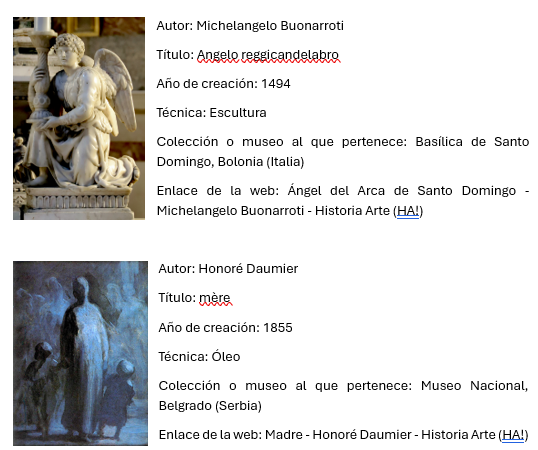 Autor: Michelangelo Buonarroti
Título: Angelo reggicandelabro
Año de creación: 1494
Técnica: Escultura
Colección o museo al que pertenece: Basílica de Santo
Domingo, Bolonia (Italia)
Enlace de la web: Ángel del Arca de Santo Domingo -
Michelangelo Buonarroti - Historia Arte (HA!)
Autor: Honoré Daumier
Título: mère
Año de creación: 1855
Técnica: Óleo
Colección o museo al que pertenece: Museo Nacional,
Belgrado (Serbia)
Enlace de la web: Madre - Honoré Daumier - Historia Arte (HA!)